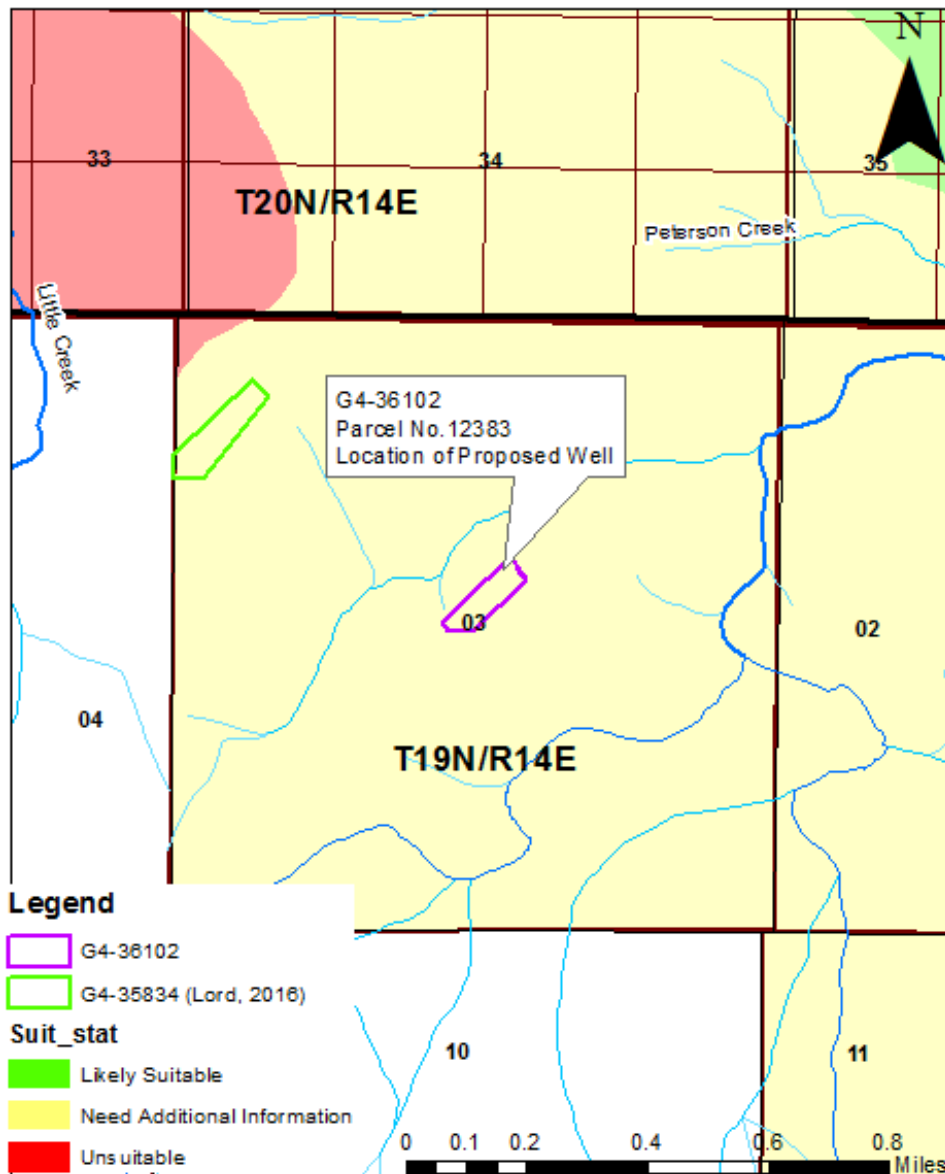 N
33
34
35
T20N/R14E
Peterson Creek
Little Creek
G4-36102
Parcel No.12383
Location of Proposed Well
03
02
04
T19N/R14E
10
11
Legend
G4-36102
G4-35834 (Lord, 2016)
Suit_stat
Likely Suitable
Need Additional Information
Unsuitable
0 0.1 0.2 0.4 0.6 0.8
Miles